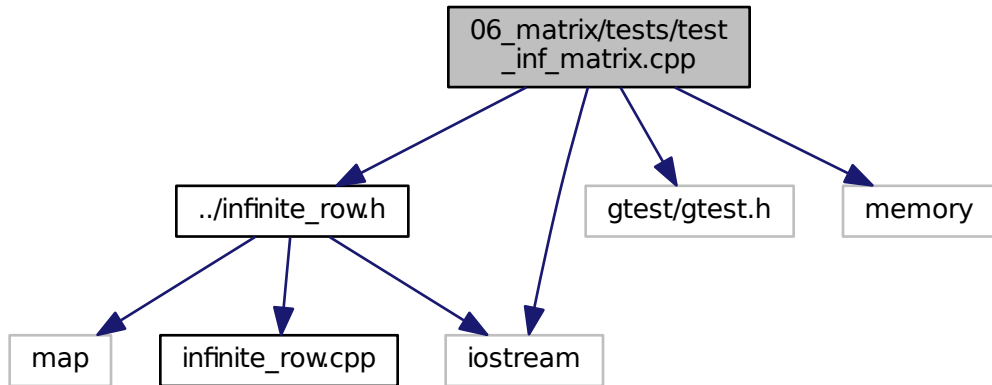 06_matrix/tests/test
_inf_matrix.cpp
../infinite_row.h
gtest/gtest.h
memory
map
infinite_row.cpp
iostream